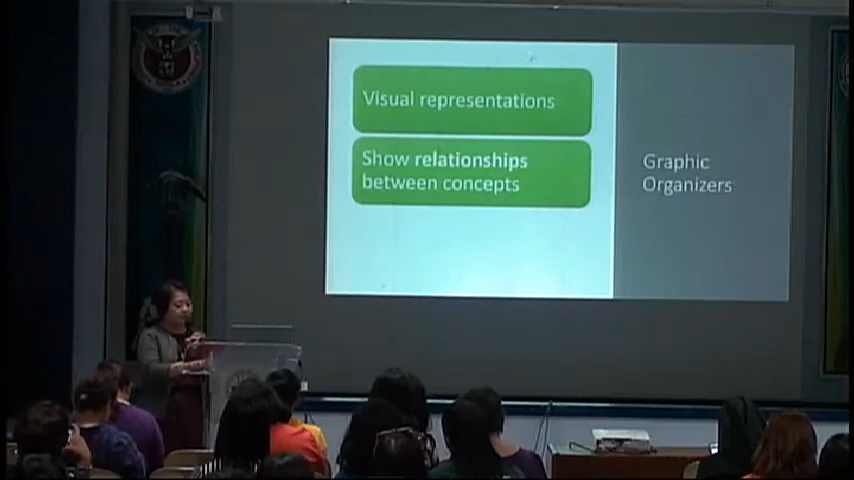 Visual representations
Show relationships
between concepts
Graphic
Organizers